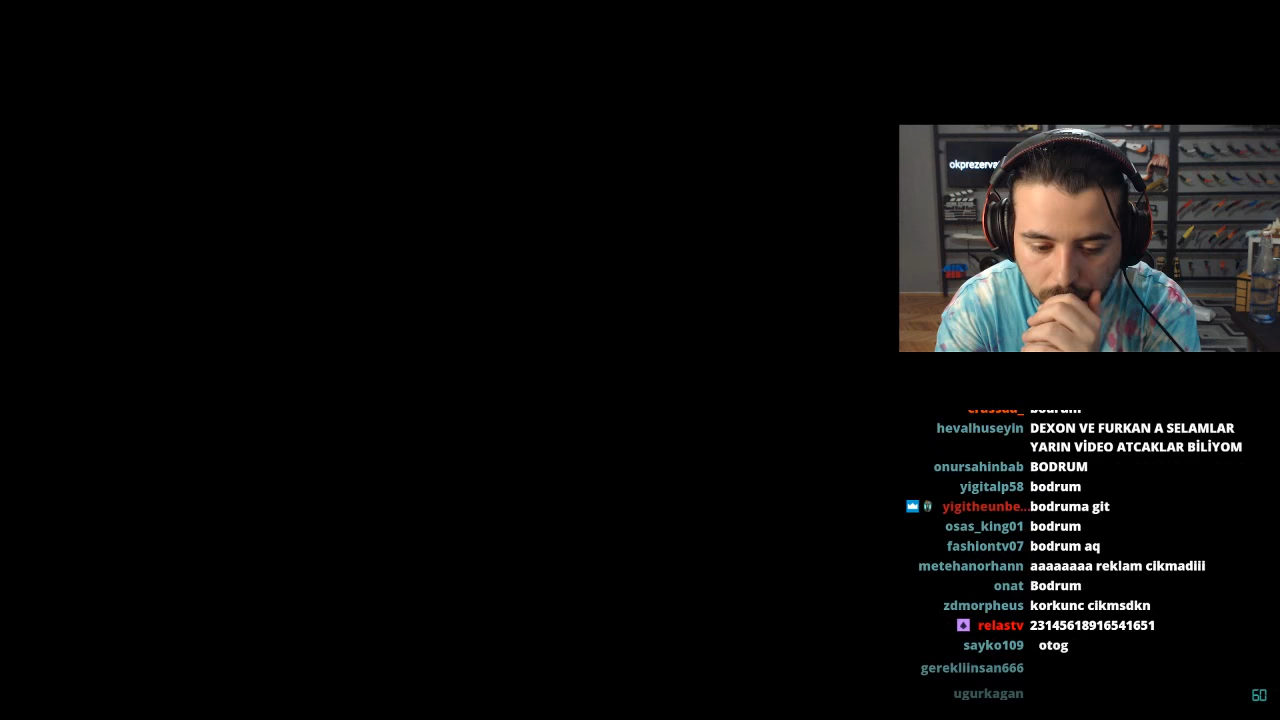 okprezerva
bodrum
hevalhuseyin DEXON VE FURKAN A SELAMLAR
YARIN VİDEO ATCAKLAR BİLİYOM
onursahinbab BODRUM
yigitalp58 bodrum
yigitheunbe... bodruma git
osas_king01 bodrum
fashiontv07 bodrum aq
metehanorhann aaaaaaaa reklam cikmadiii
onat Bodrum
zdmorpheus korkunc cikmsdkn
relastv 23145618916541651
sayko109 otog
gerekliinsan666
ugurkagan
60